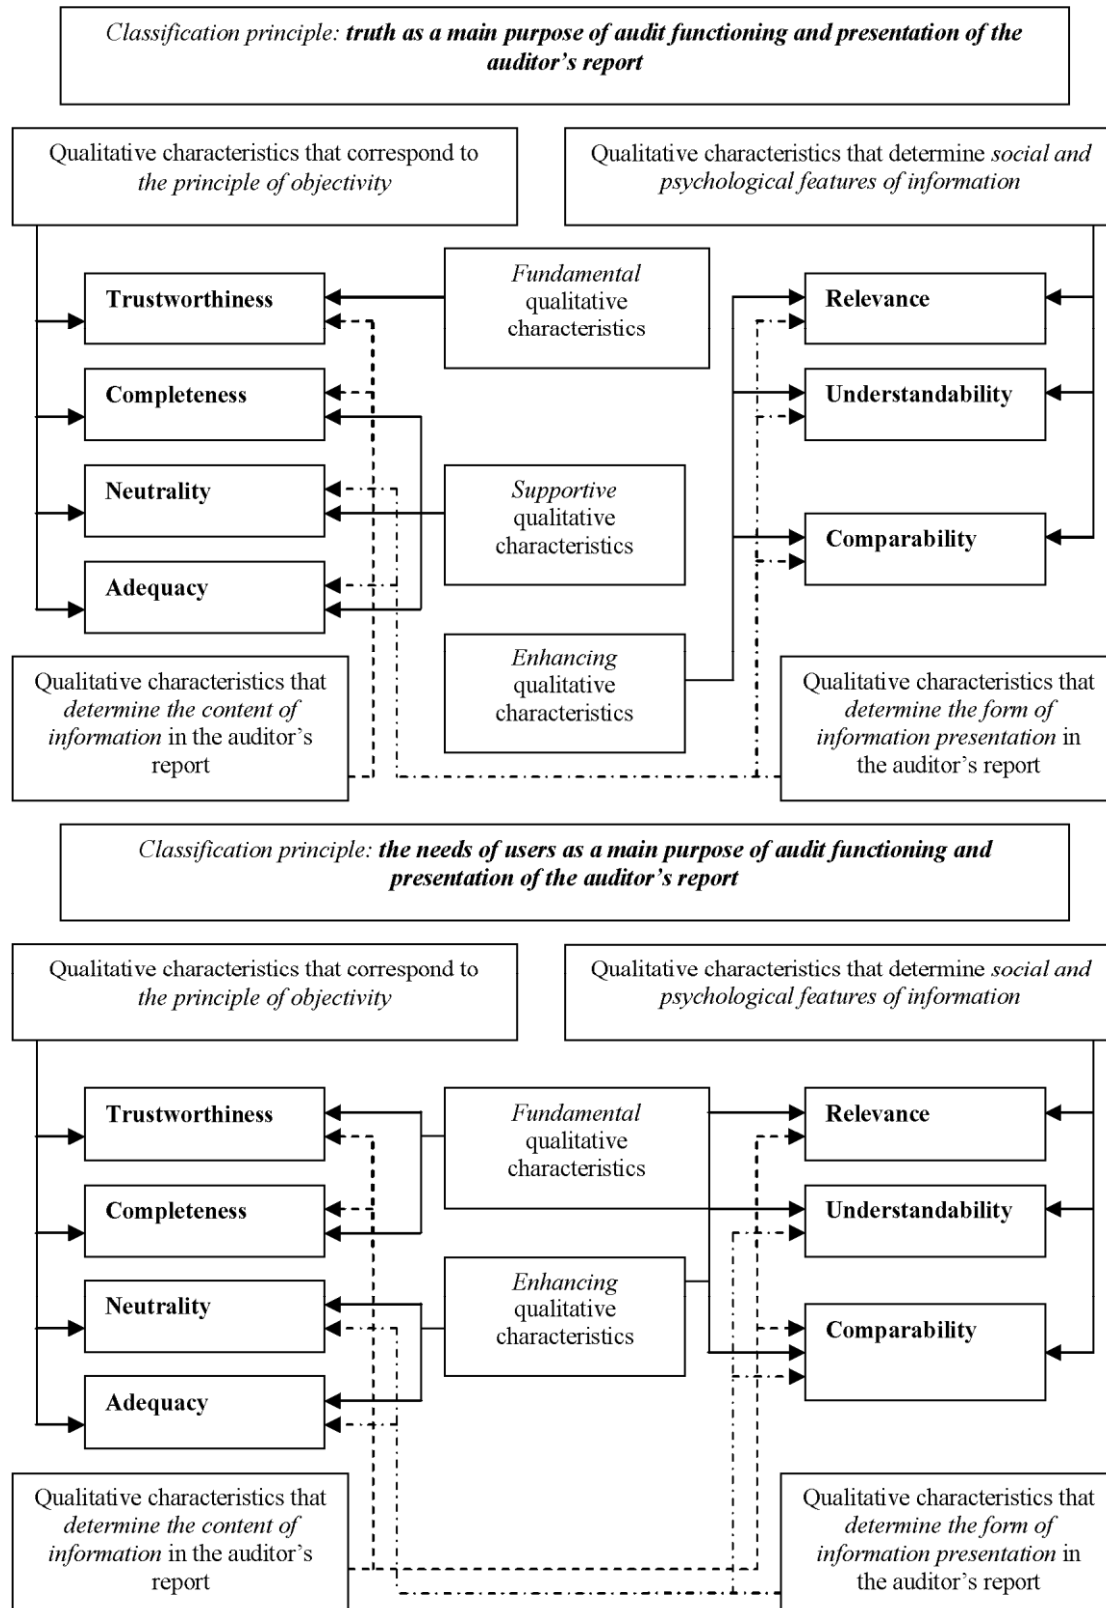 Classification principle: truth as a main purpose of audit functioning and presentation of the
auditor’s report
Qualitative characteristics that correspond to
the principle of objectivity
Qualitative characteristics that determine social and
psychological features of information
Trustworthiness
Fundamental
qualitative
characteristics
Relevance
Completeness
Understandability
Neutrality
Supportive
qualitative
characteristics
Comparability
Adequacy
Enhancing
qualitative
characteristics
Qualitative characteristics that
determine the content of
information in the auditor’s
report
Qualitative characteristics that
determine the form of
information presentation in
the auditor’s report
Classification principle: the needs of users as a main purpose of audit functioning and
presentation of the auditor’s report
Qualitative characteristics that correspond to
the principle of objectivity
Qualitative characteristics that determine social and
psychological features of information
Trustworthiness
Fundamental
qualitative
characteristics
Relevance
Completeness
Understandability
Neutrality
Enhancing
qualitative
characteristics
Comparability
Adequacy
Qualitative characteristics that
determine the content of
information in the auditor’s
report
Qualitative characteristics that
determine the form of
information presentation in
the auditor’s report